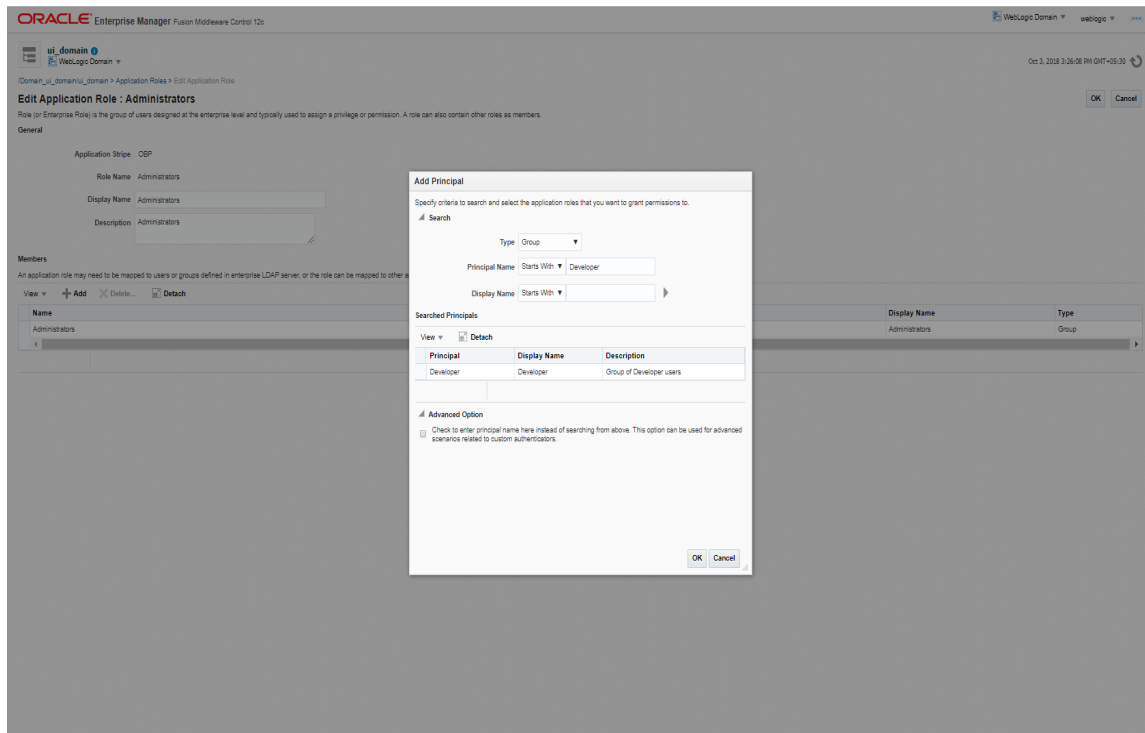 ORACLE Enterprise Manager Fusion Middleware Control 12c
WebLogic Domain weblogic
ui_domain
WebLogic Domain
Oct 3, 2018 3:26:08 PM GMT+05:30
/Domain_ui_domain/ui_domain > Application Roles > Edit Application Role
Edit Application Role : Administrators
OK Cancel
Role (or Enterprise Role) is the group of users designed at the enterprise level and typically used to assign a privilege or permission. A role can also contain other roles as members.
General
Application Stripe OBP
Role Name Administrators
Display Name Administrators
Description Administrators
Members
An application role may need to be mapped to users or groups defined in enterprise LDAP server, or the role can be mapped to other a
View Add Delete... Detach
Name Display Name Type
Administrators Administrators Group
Add Principal
Specify criteria to search and select the application roles that you want to grant permissions to.
Search
Type Group
Principal Name Starts With Developer
Display Name Starts With
Searched Principals
View Detach
Principal Display Name Description
Developer Developer Group of Developer users
Advanced Option
Check to enter principal name here instead of searching from above. This option can be used for advanced
scenarios related to custom authenticators.
OK Cancel